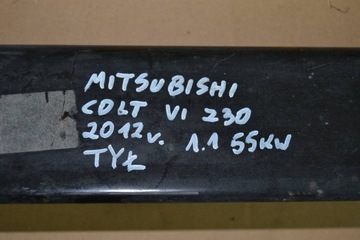 MITSUBISHI
COLT VI Z30
2012r. 1.1 55KW
TYŁ